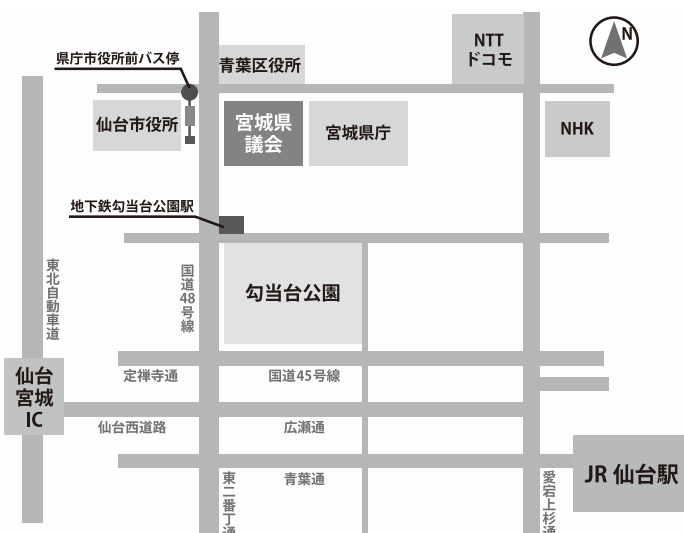 NTT
ドコモ
N
県庁市役所前バス停
青葉区役所
仙台市役所
宮城県
議会
宮城県庁
NHK
地下鉄勾当台公園駅
東北自動車道
国道48号線
勾当台公園
仙台
宮城
IC
定禅寺通
国道45号線
仙台西道路
広瀬通
青葉通
JR 仙台駅
東二番丁通
愛宕上杉通